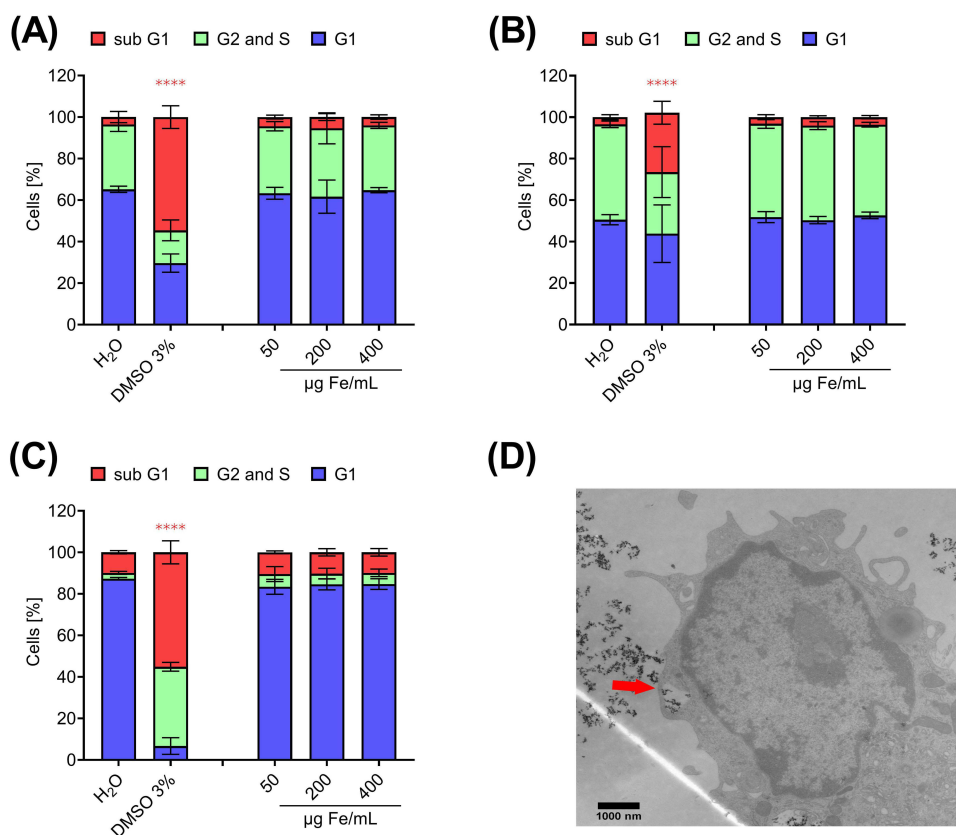 (A)
sub G1 G2 and S G1
120
100
80
60
40
20
0
Cells [%]
****
H₂O
DMSO 3%
50
200
400
µg Fe/mL
(B)
sub G1 G2 and S G1
120
100
80
60
40
20
0
Cells [%]
****
H₂O
DMSO 3%
50
200
400
µg Fe/mL
(C)
sub G1 G2 and S G1
120
100
80
60
40
20
0
Cells [%]
****
H₂O
DMSO 3%
50
200
400
µg Fe/mL
(D)
1000 nm